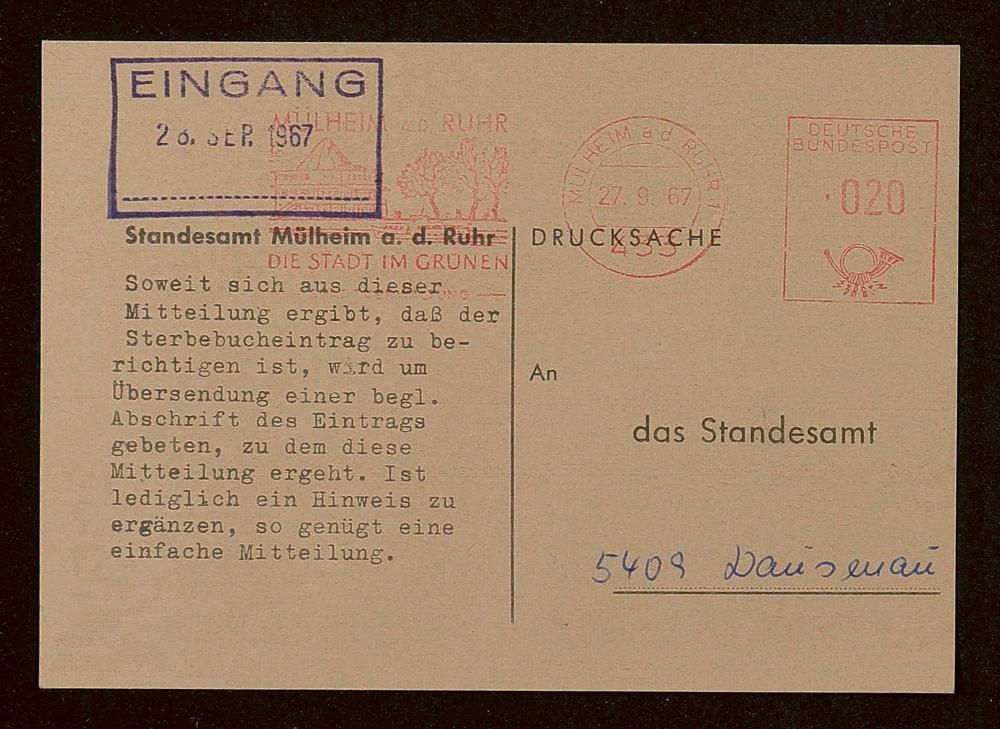 EINGANG
28. SEP. 1967
MÜLHEIM A.D. RUHR
DIE STADT IM GRÜNEN
MÜLHEIM a d RUHR 1
27. 9. 67
433
DEUTSCHE
BUNDESPOST
020
Standesamt Mülheim a. d. Ruhr
Soweit sich aus dieser
Mitteilung ergibt, daß der
Sterbebucheintrag zu be-
richtigen ist, wird um
Übersendung einer begl.
Abschrift des Eintrags
gebeten, zu dem diese
Mitteilung ergeht. Ist
lediglich ein Hinweis zu
ergänzen, so genügt eine
einfache Mitteilung.
DRUCKSACHE
An
das Standesamt
5409 Dausenau